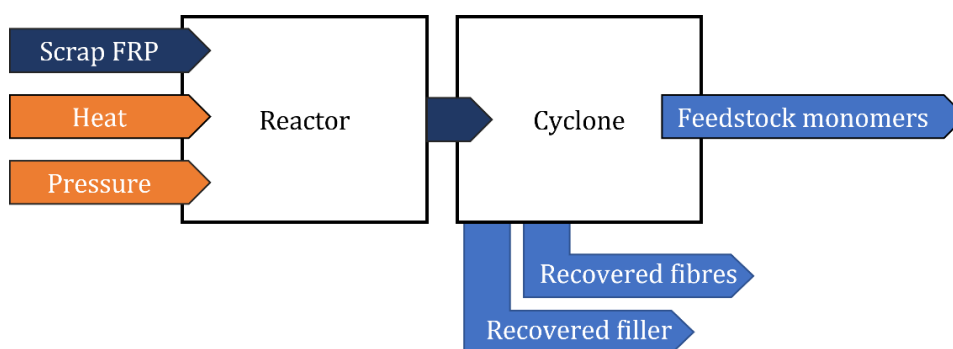 Scrap FRP
Heat
Pressure
Reactor
Cyclone
Feedstock monomers
Recovered fibres
Recovered filler